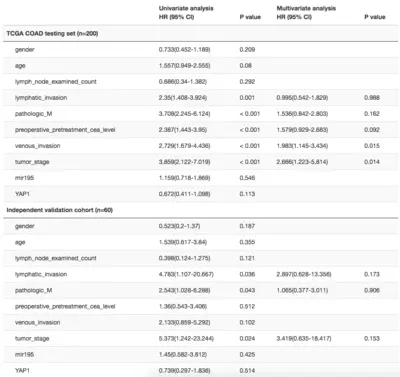 Univariate analysis Multivariate analysis
HR (95% CI) P value HR (95% CI) P value
TCGA COAD testing set (n=200)
gender 0.733(0.452-1.189) 0.209
age 1.557(0.949-2.555) 0.08
lymph_node_examined_count 0.686(0.34-1.382) 0.292
lymphatic_invasion 2.35(1.408-3.924) 0.001 0.995(0.542-1.829) 0.988
pathologic_M 3.708(2.245-6.124) < 0.001 1.536(0.842-2.803) 0.162
preoperative_pretreatment_cea_level 2.387(1.443-3.95) < 0.001 1.579(0.929-2.683) 0.092
venous_invasion 2.729(1.679-4.436) < 0.001 1.983(1.145-3.434) 0.015
tumor_stage 3.859(2.122-7.019) < 0.001 2.666(1.223-5.814) 0.014
mir195 1.159(0.718-1.869) 0.546
YAP1 0.672(0.411-1.098) 0.113
Independent validation cohort (n=60)
gender 0.523(0.2-1.37) 0.187
age 1.539(0.617-3.84) 0.355
lymph_node_examined_count 0.398(0.124-1.275) 0.121
lymphatic_invasion 4.783(1.107-20.667) 0.036 2.897(0.628-13.356) 0.173
pathologic_M 2.543(1.028-6.288) 0.043 1.065(0.377-3.011) 0.906
preoperative_pretreatment_cea_level 1.36(0.543-3.406) 0.512
venous_invasion 2.133(0.859-5.292) 0.102
tumor_stage 5.373(1.242-23.244) 0.024 3.419(0.635-18.417) 0.153
mir195 1.45(0.582-3.612) 0.425
YAP1 0.739(0.297-1.836) 0.514